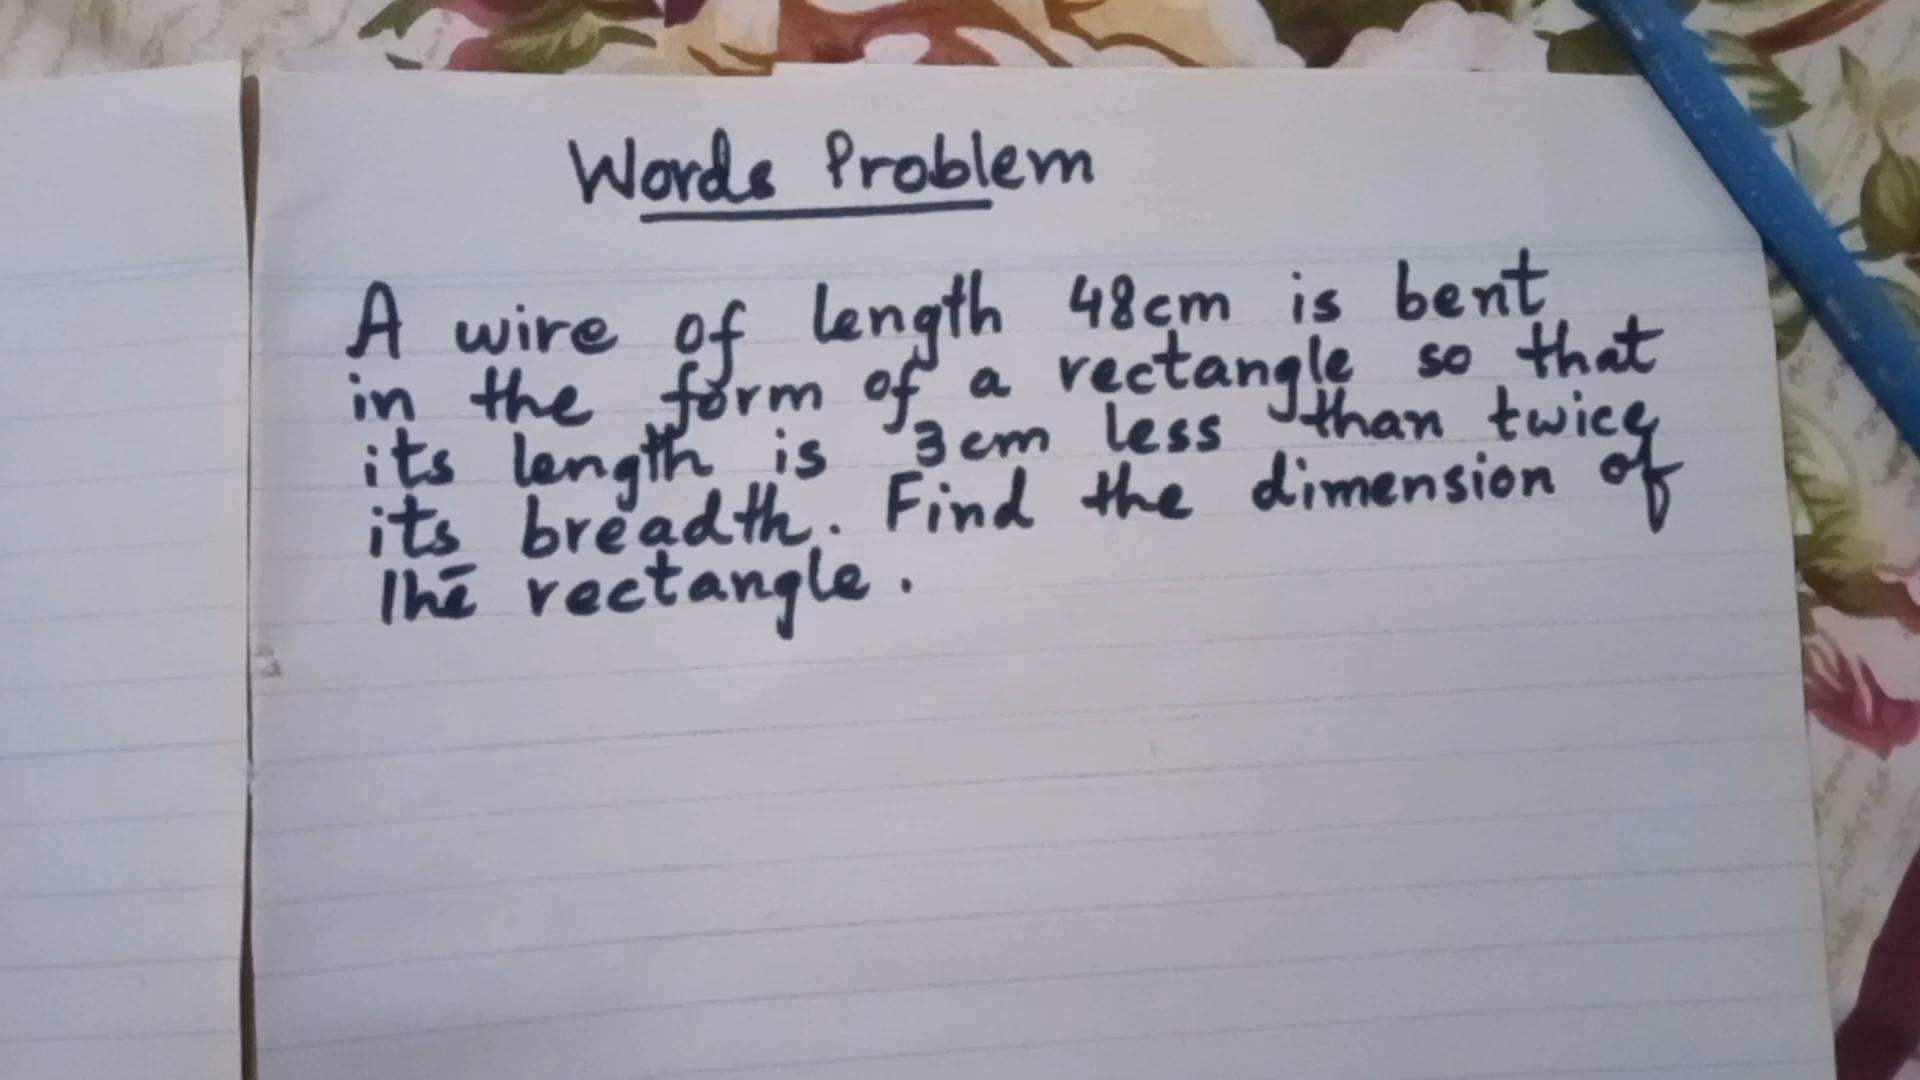 Words Problem
A wire of length 48cm is bent
in the form of a rectangle so that
its length is 3cm less than twice
its breadth. Find the dimension of
the rectangle.